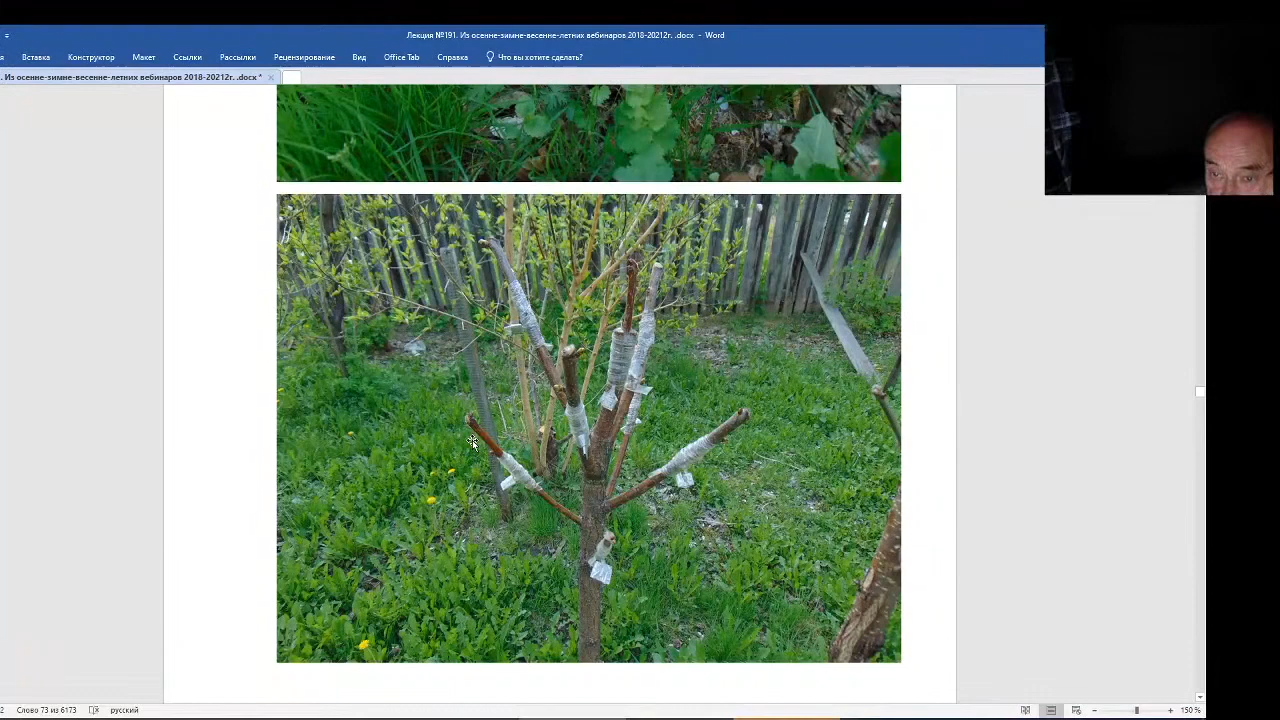 Лекция №191. Из осенне-зимне-весенне-летних вебинаров 2018-20212г. .docx - Word
Вставка Конструктор Макет Ссылки Рассылки Рецензирование Вид Office Tab Справка Что вы хотите сделать?
. Из осенне-зимне-весенне-летних вебинаров 2018-20212г. .docx *
2 Слово 73 из 6173 русский 150 %